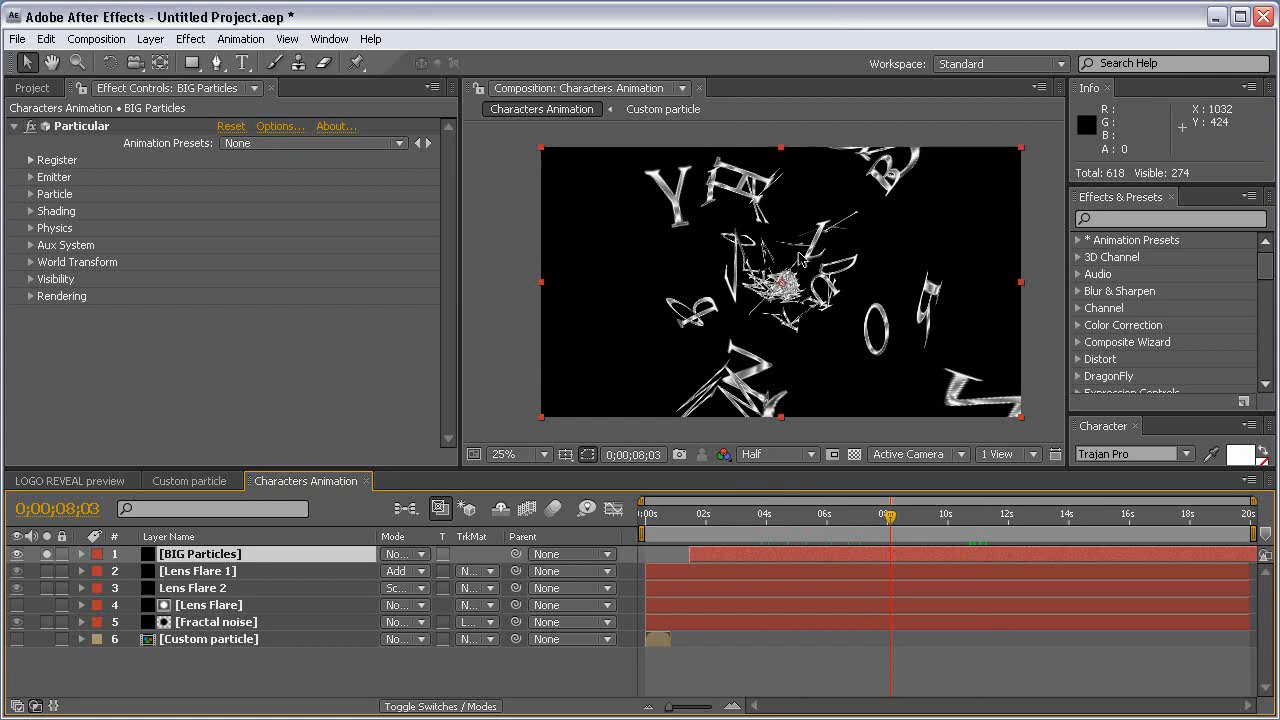 Adobe After Effects - Untitled Project.aep *
File Edit Composition Layer Effect Animation View Window Help
Workspace: Standard Search Help
Project Effect Controls: BIG Particles
Composition: Characters Animation
Info
Characters Animation • BIG Particles
Characters Animation Custom particle
R: X: 1032
G: Y: 424
B:
A: 0
fx Particular Reset Options... About...
Animation Presets: None
Register
Emitter
Particle
Shading
Physics
Aux System
World Transform
Visibility
Rendering
Total: 618 Visible: 274
Effects & Presets
* Animation Presets
3D Channel
Audio
Blur & Sharpen
Channel
Color Correction
Composite Wizard
Distort
DragonFly
Expression Controls
Character
Trajan Pro
25% 0;00;08;03 Half Active Camera 1 View
LOGO REVEAL preview Custom particle Characters Animation
0;00;08;03
:00s 02s 04s 06s 08s 10s 12s 14s 16s 18s 20s
# Layer Name Mode T TrkMat Parent
1 [BIG Particles] No... None
2 [Lens Flare 1] Add N... None
3 Lens Flare 2 Sc... N... None
4 [Lens Flare] No... N... None
5 [Fractal noise] No... L... None
6 [Custom particle] No... N... None
Toggle Switches / Modes